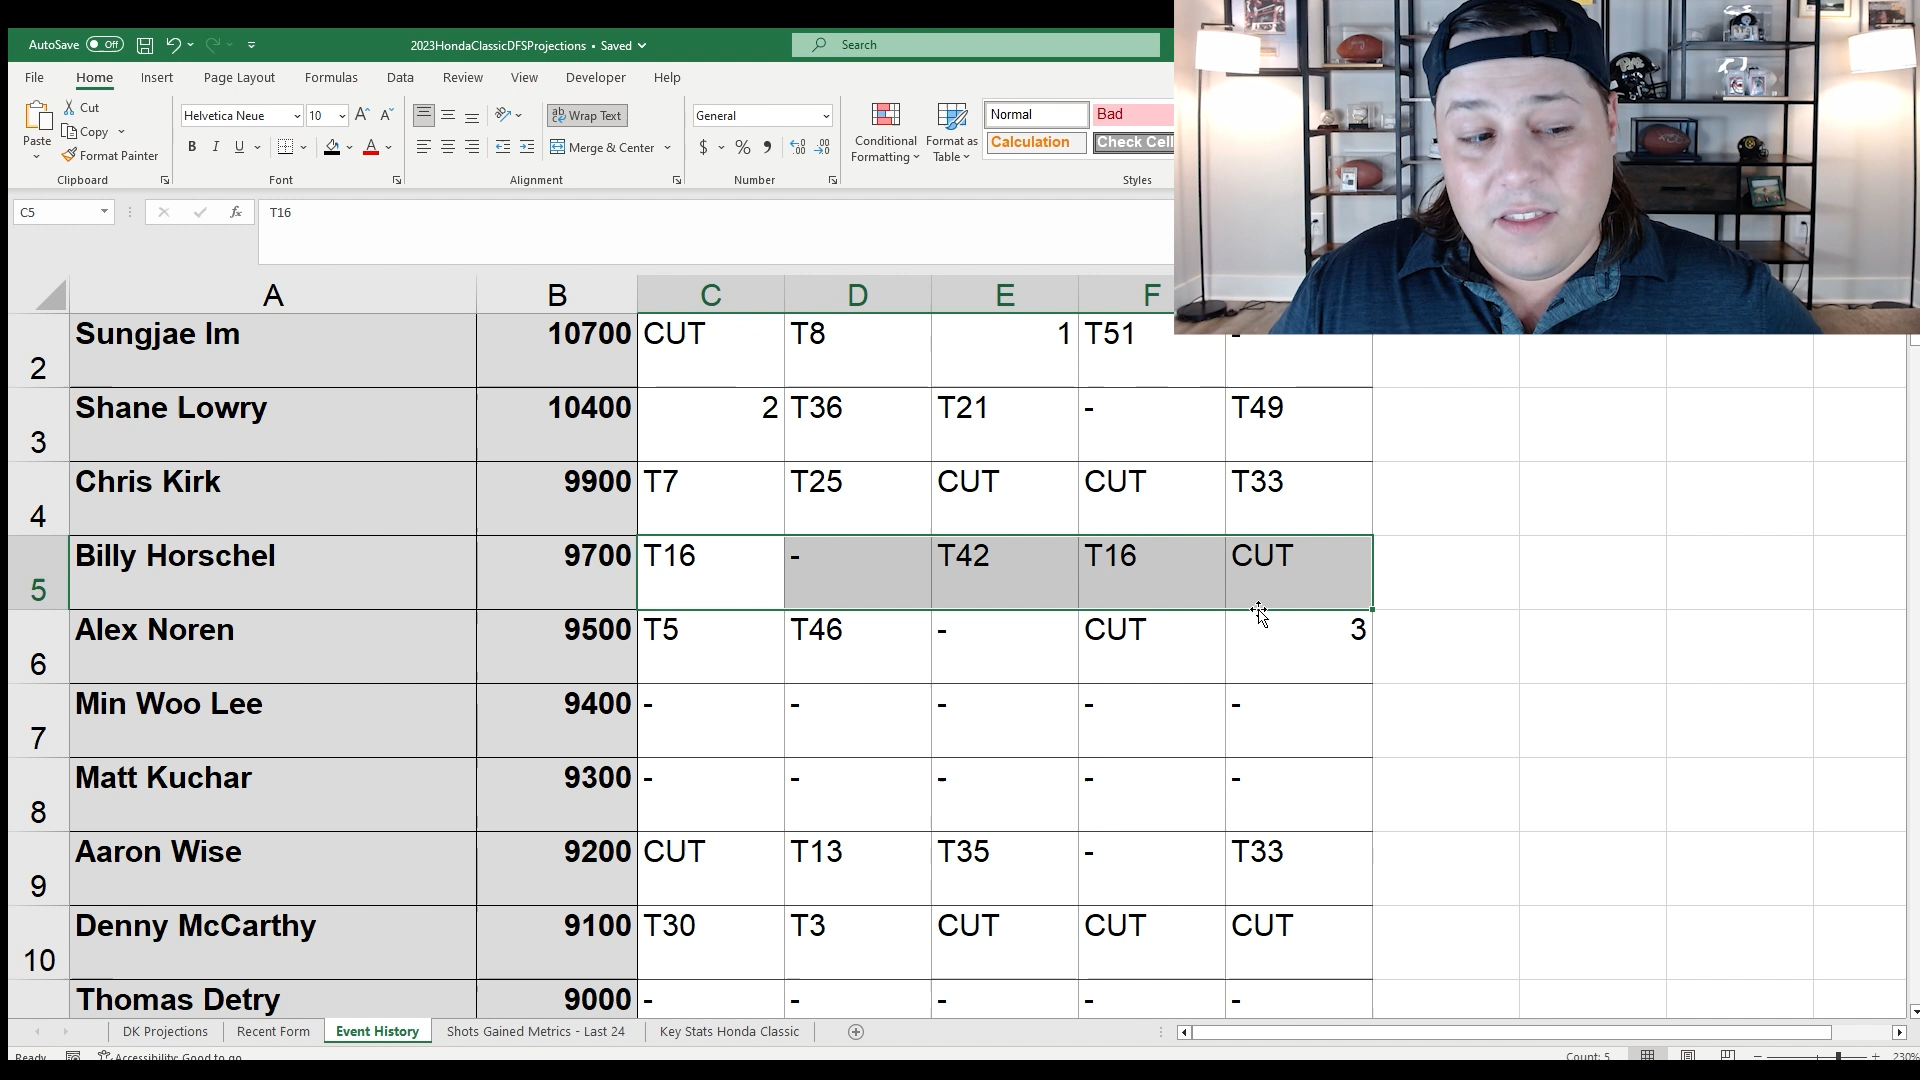 AutoSave Off 2023HondaClassicDFSProjections • Saved Search
File Home Insert Page Layout Formulas Data Review View Developer Help
Paste Cut Copy Format Painter Clipboard
Helvetica Neue 10 A A B I U A Font
ab Wrap Text Merge & Center Alignment
General $ % Number
Conditional Formatting Format as Table
Normal Bad
Calculation Check Cell
Styles
C5 fx T16
A B C D E F
2 Sungjae Im 10700 CUT T8 1 T51 -
3 Shane Lowry 10400 2 T36 T21 - T49
4 Chris Kirk 9900 T7 T25 CUT CUT T33
5 Billy Horschel 9700 T16 - T42 T16 CUT
6 Alex Noren 9500 T5 T46 - CUT 3
7 Min Woo Lee 9400 - - - - -
8 Matt Kuchar 9300 - - - - -
9 Aaron Wise 9200 CUT T13 T35 - T33
10 Denny McCarthy 9100 T30 T3 CUT CUT CUT
Thomas Detry 9000 - - - - -
DK Projections Recent Form Event History Shots Gained Metrics - Last 24 Key Stats Honda Classic
Ready Accessibility: Good to go Count: 5 230%